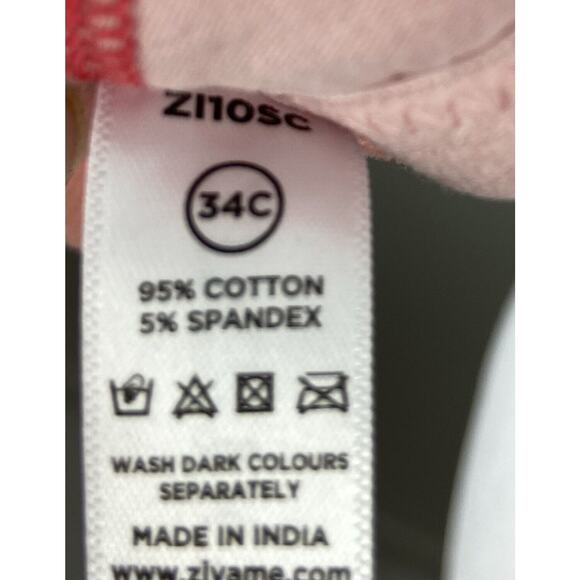 ZI10SC
34C
95% COTTON
5% SPANDEX
WASH DARK COLOURS
SEPARATELY
MADE IN INDIA
www.zivame.com